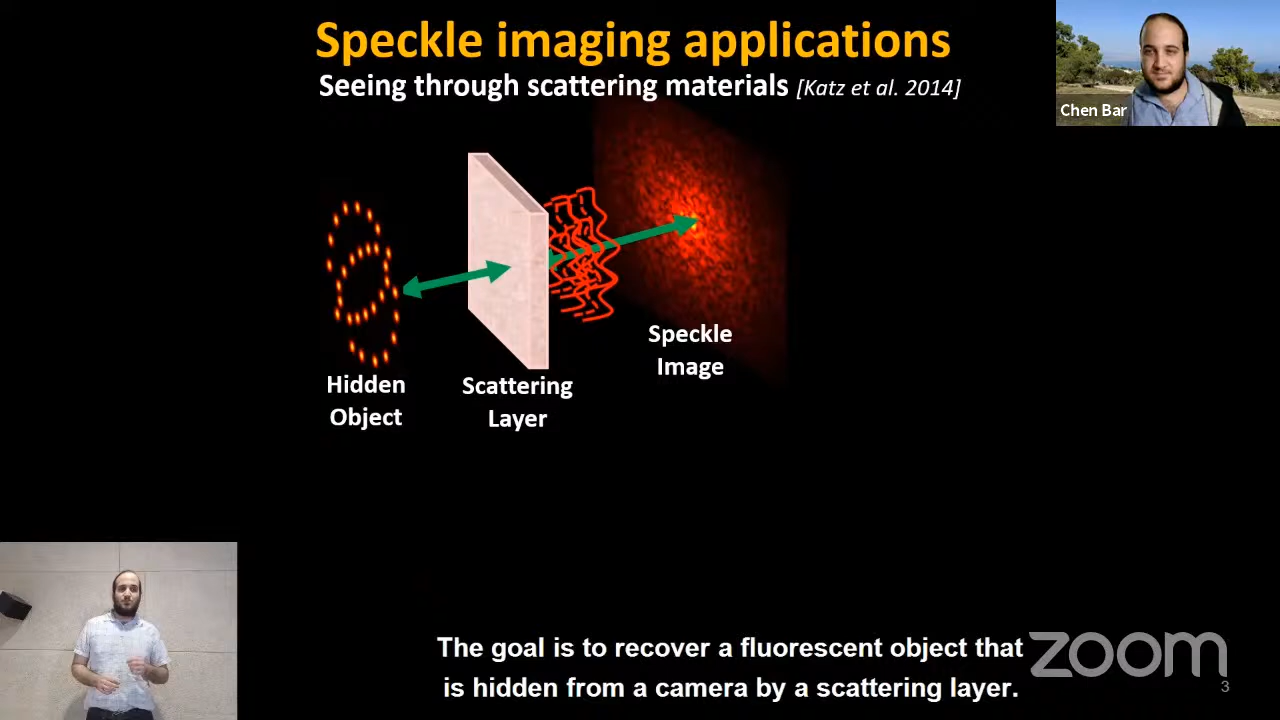 Speckle imaging applications
Seeing through scattering materials [Katz et al. 2014]
Chen Bar
Speckle
Image
Hidden
Object
Scattering
Layer
The goal is to recover a fluorescent object that
is hidden from a camera by a scattering layer.
zoom
3